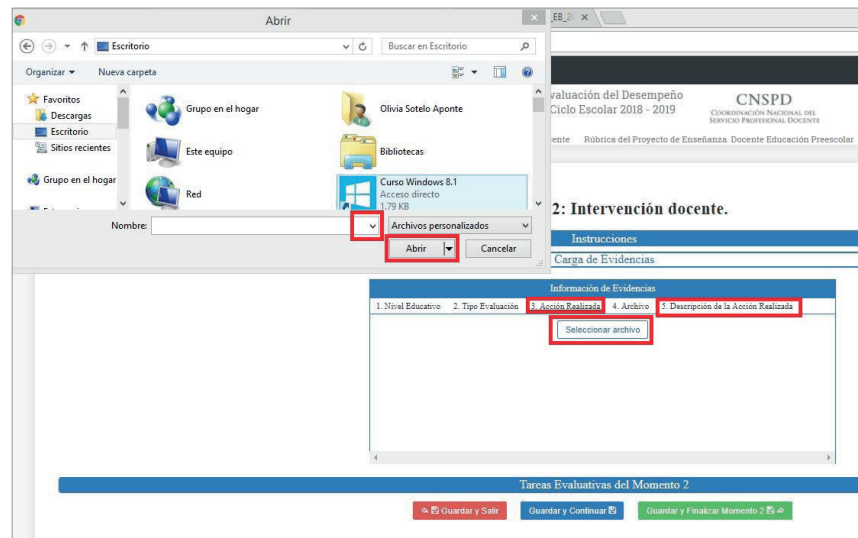 Abrir
_EB_2
Escritorio
Buscar en Escritorio
Organizar
Nueva carpeta
Favoritos
Descargas
Escritorio
Sitios recientes
Grupo en el hogar
Grupo en el hogar
Olivia Sotelo Aponte
Este equipo
Bibliotecas
Red
Curso Windows 8.1
Acceso directo
1.79 KB
Nombre:
Archivos personalizados
Abrir
Cancelar
valuación del Desempeño
Ciclo Escolar 2018 - 2019
CNSPD
COORDINACIÓN NACIONAL DEL
SERVICIO PROFESIONAL DOCENTE
ente Rúbrica del Proyecto de Enseñanza. Docente Educación Preescolar
2: Intervención docente.
Instrucciones
Carga de Evidencias
Información de Evidencias
1. Nivel Educativo 2. Tipo Evaluación 3. Acción Realizada 4. Archivo 5. Descripción de la Acción Realizada
Seleccionar archivo
Tareas Evaluativas del Momento 2
Guardar y Salir
Guardar y Continuar
Guardar y Finalizar Momento 2